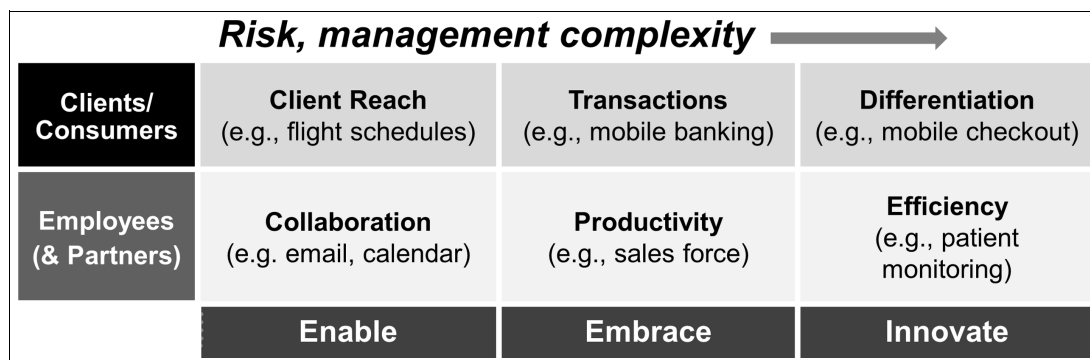 Risk, management complexity
Clients/
Consumers
Client Reach
(e.g., flight schedules)
Transactions
(e.g., mobile banking)
Differentiation
(e.g., mobile checkout)
Employees
(& Partners)
Collaboration
(e.g. email, calendar)
Productivity
(e.g., sales force)
Efficiency
(e.g., patient
monitoring)
Enable
Embrace
Innovate